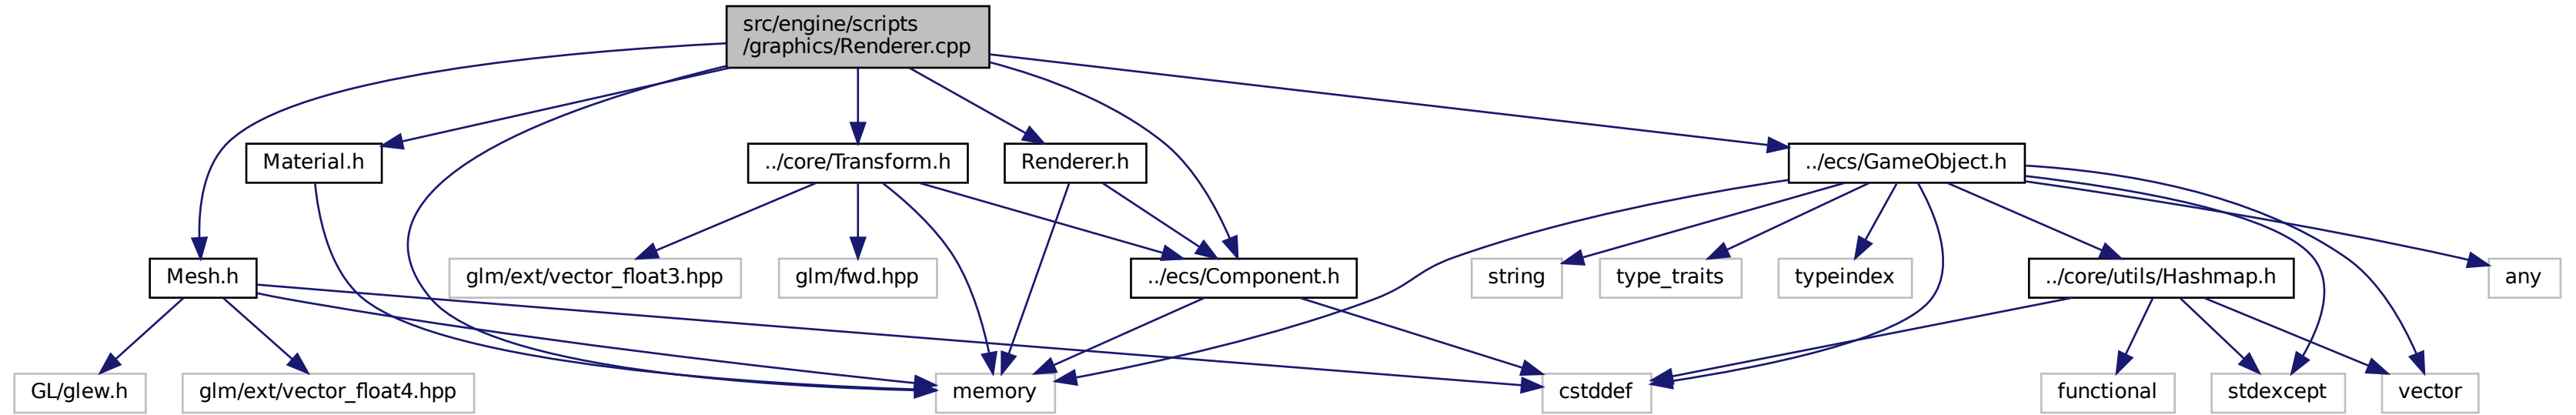 src/engine/scripts
/graphics/Renderer.cpp
Material.h
../core/Transform.h
Renderer.h
../ecs/GameObject.h
Mesh.h
glm/ext/vector_float3.hpp
glm/fwd.hpp
../ecs/Component.h
string
type_traits
typeindex
../core/utils/Hashmap.h
any
GL/glew.h
glm/ext/vector_float4.hpp
memory
cstddef
functional
stdexcept
vector